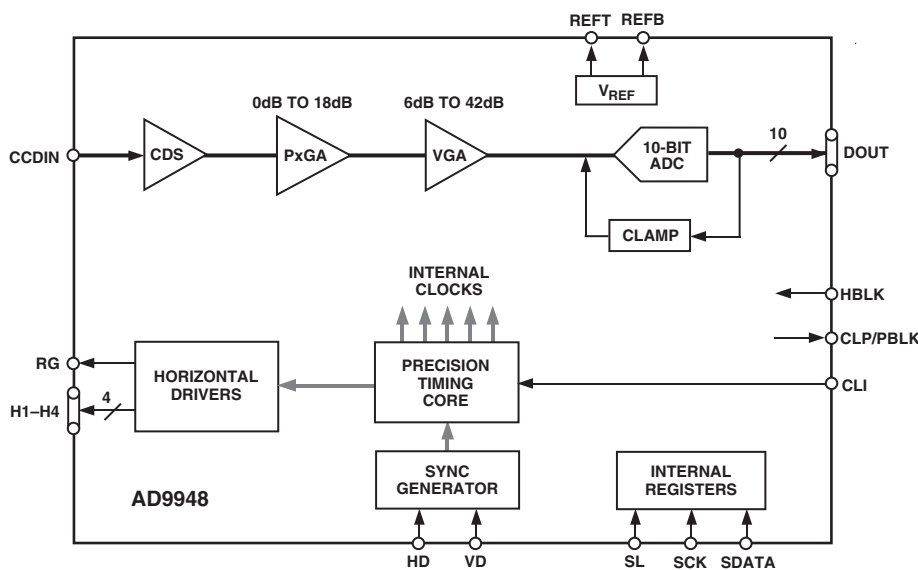 REFT REFB
V_REF
0dB TO 18dB
6dB TO 42dB
CCDIN
CDS
PxGA
VGA
10-BIT
ADC
10
DOUT
CLAMP
INTERNAL
CLOCKS
HBLK
CLP/PBLK
RG
H1–H4
4
HORIZONTAL
DRIVERS
PRECISION
TIMING
CORE
CLI
SYNC
GENERATOR
INTERNAL
REGISTERS
AD9948
HD VD
SL SCK SDATA